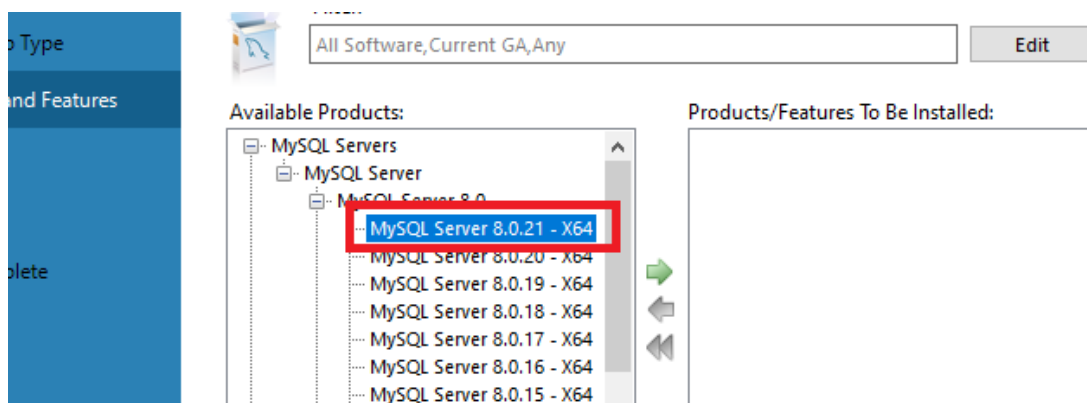 Type
All Software,Current GA,Any
Edit
and Features
Available Products:
Products/Features To Be Installed:
MySQL Servers
MySQL Server
MySQL Server 8.0
MySQL Server 8.0.21 - X64
MySQL Server 8.0.20 - X64
MySQL Server 8.0.19 - X64
MySQL Server 8.0.18 - X64
MySQL Server 8.0.17 - X64
MySQL Server 8.0.16 - X64
MySQL Server 8.0.15 - X64